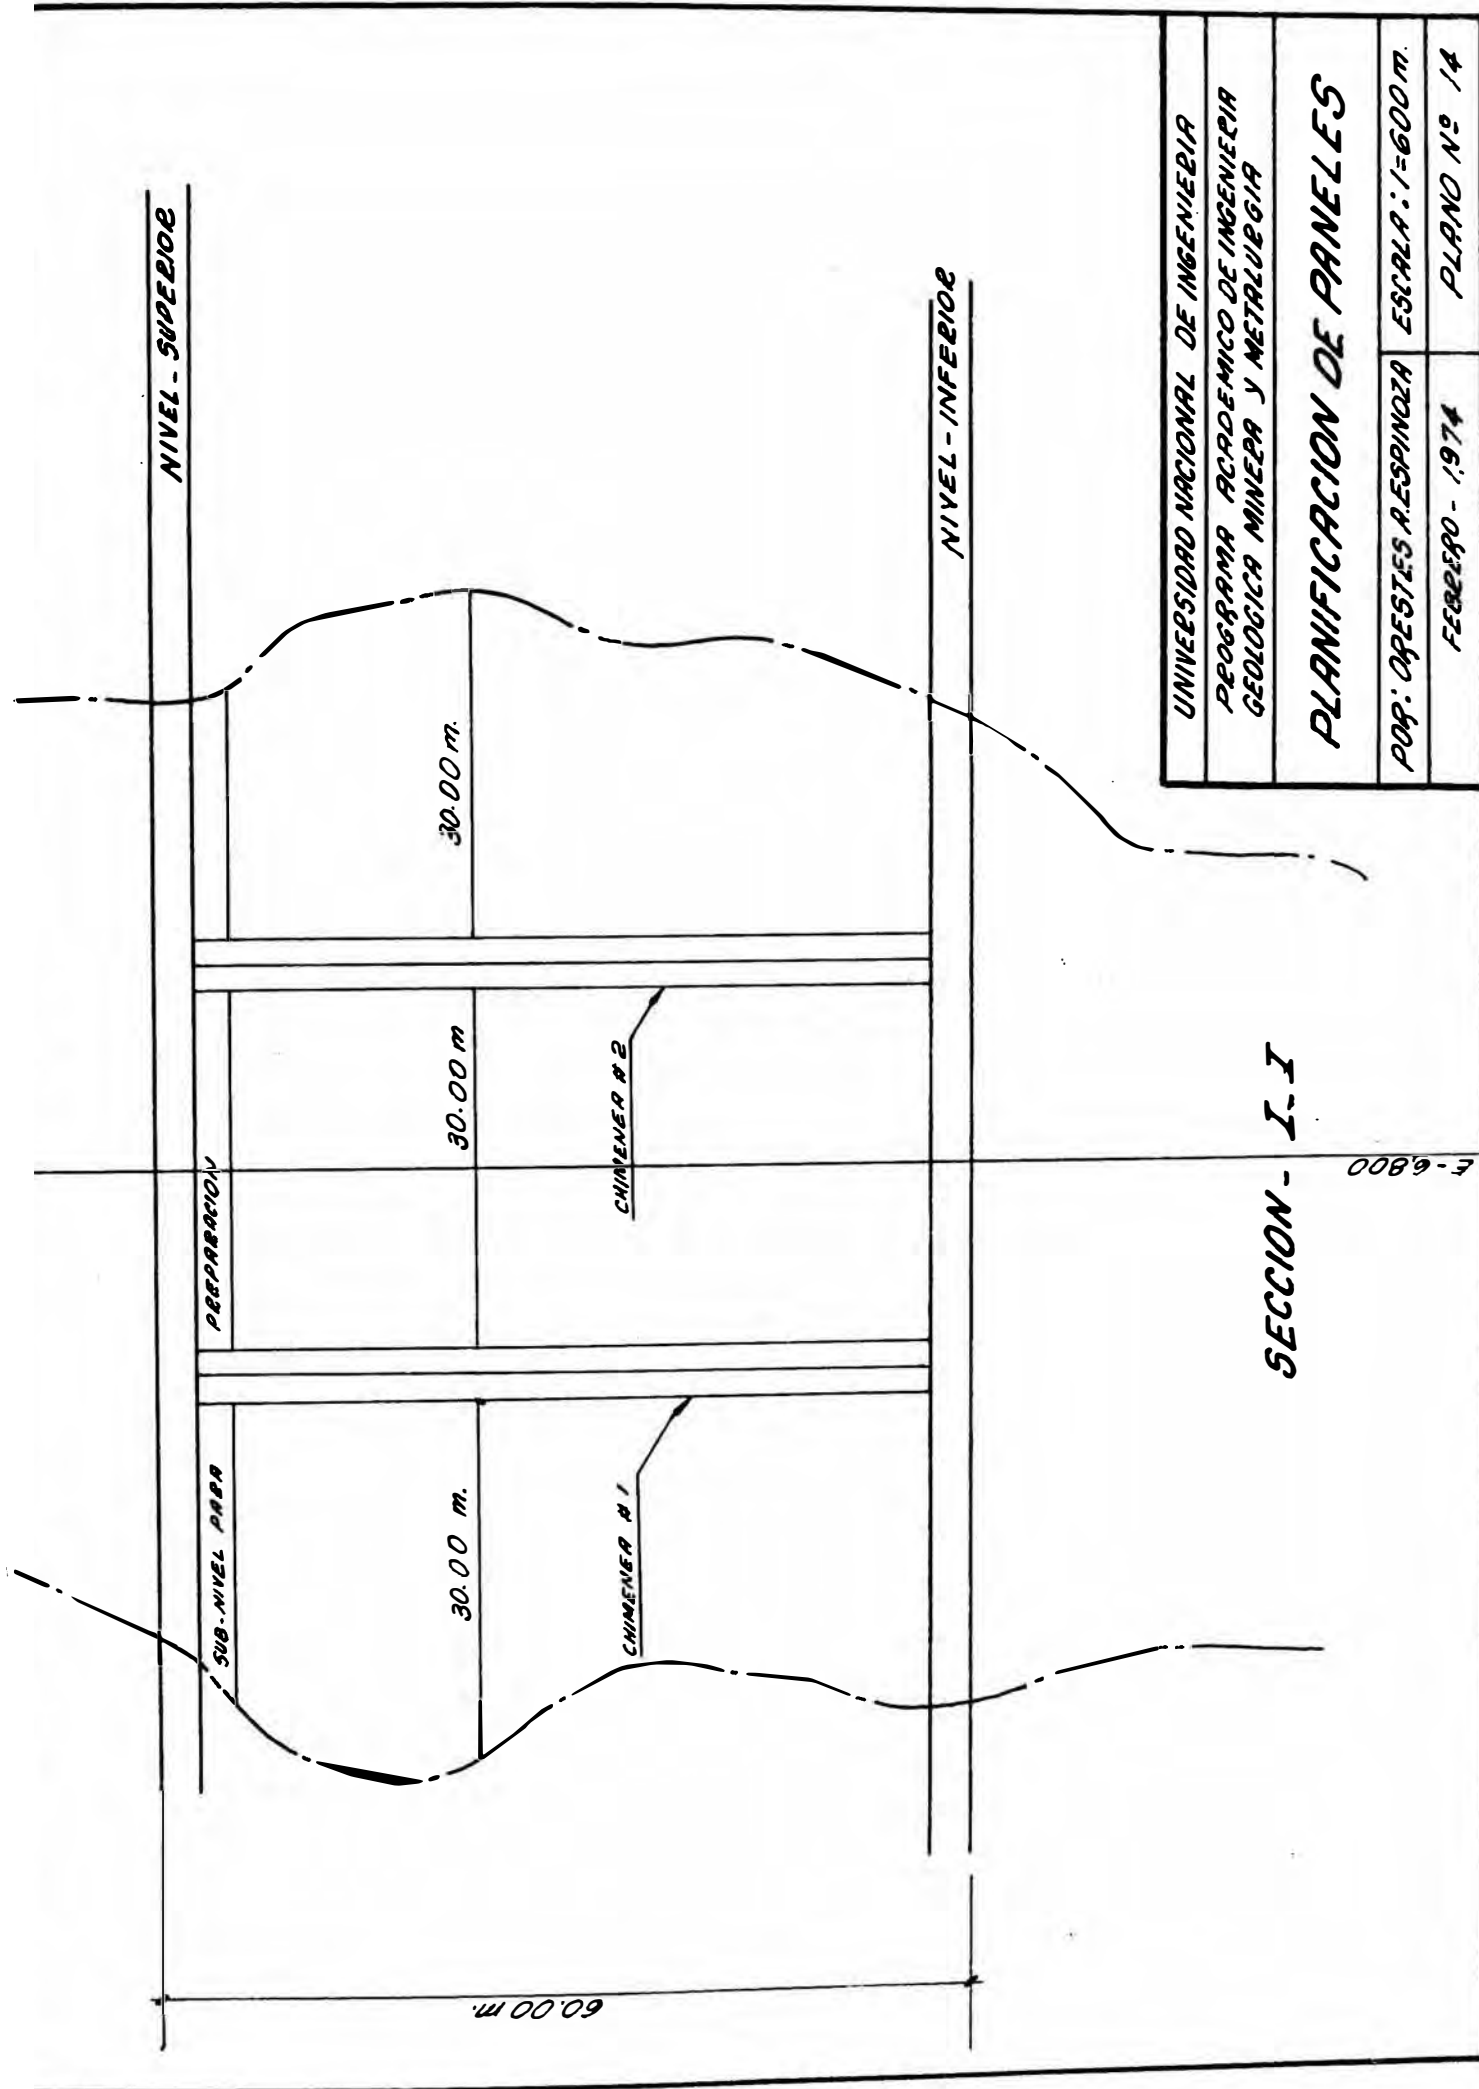 NIVEL - SUPERIOR
SUB-NIVEL PARA PREPARACION
30.00 m.
30.00 m
30.00 m.
CHIMENEA # 1
CHIMENEA # 2
NIVEL - INFERIOR
60.00 m.
SECCION - I-I
E-6,800
UNIVERSIDAD NACIONAL DE INGENIERIA
PROGRAMA ACADEMICO DE INGENIERIA
GEOLOGICA MINERA Y METALURGIA
PLANIFICACION DE PANELES
POR: ORESTES A. ESPINOZA
ESCALA: 1=600 m.
FEBRERO - 1,974
PLANO Nº 14